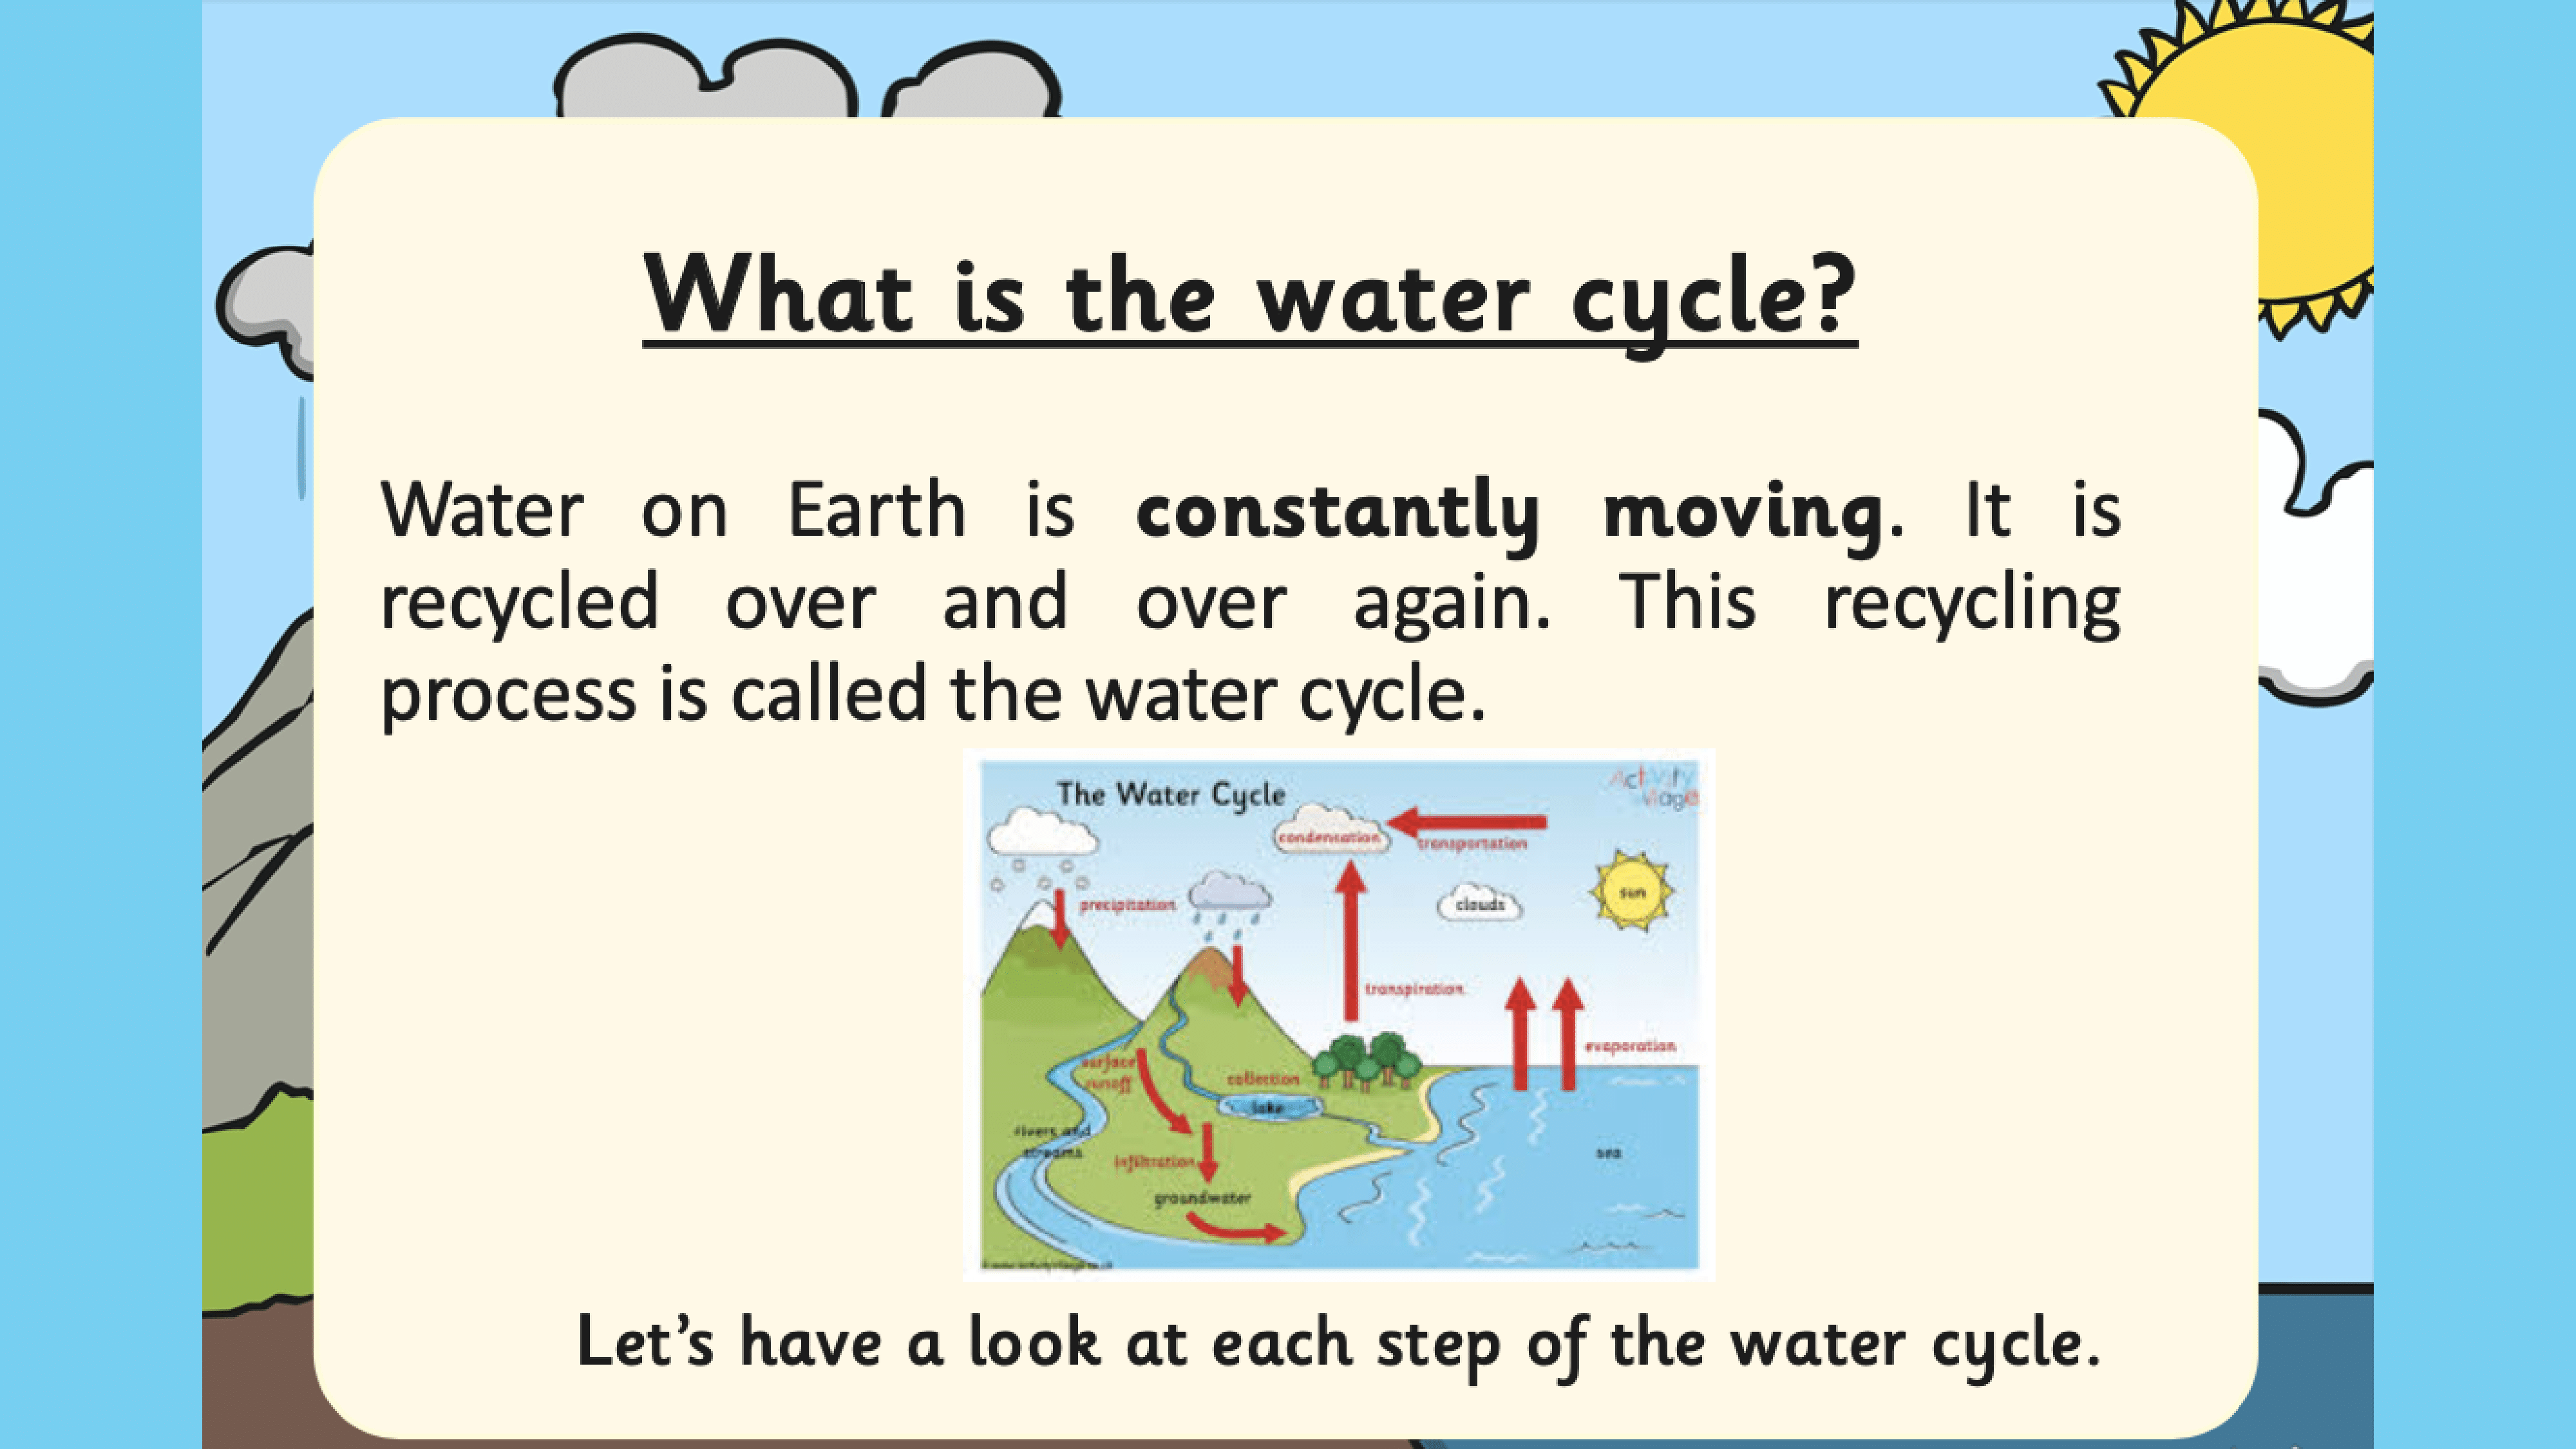 What is the water cycle?
Water on Earth is constantly moving. It is
recycled over and over again. This recycling
process is called the water cycle.
The Water Cycle
Activity
Village
condensation
transportation
sun
clouds
precipitation
transpiration
evaporation
surface
runoff
collection
lake
rivers and
streams
sea
infiltration
groundwater
Let's have a look at each step of the water cycle.